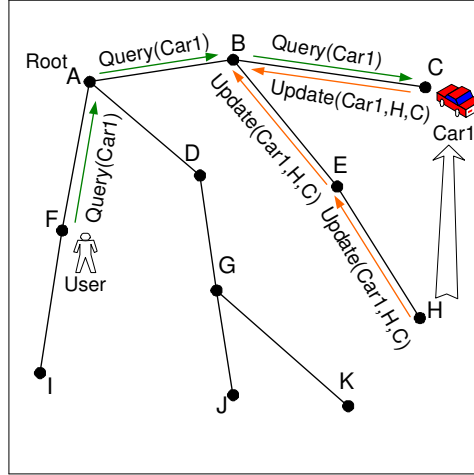 B
Query(Car1)
Query(Car1)
Root
A
C
Update(Car1,H,C)
Car1
Update(Car1,H,C)
Query(Car1)
D
E
F
User
Update(Car1,H,C)
G
H
I
J
K